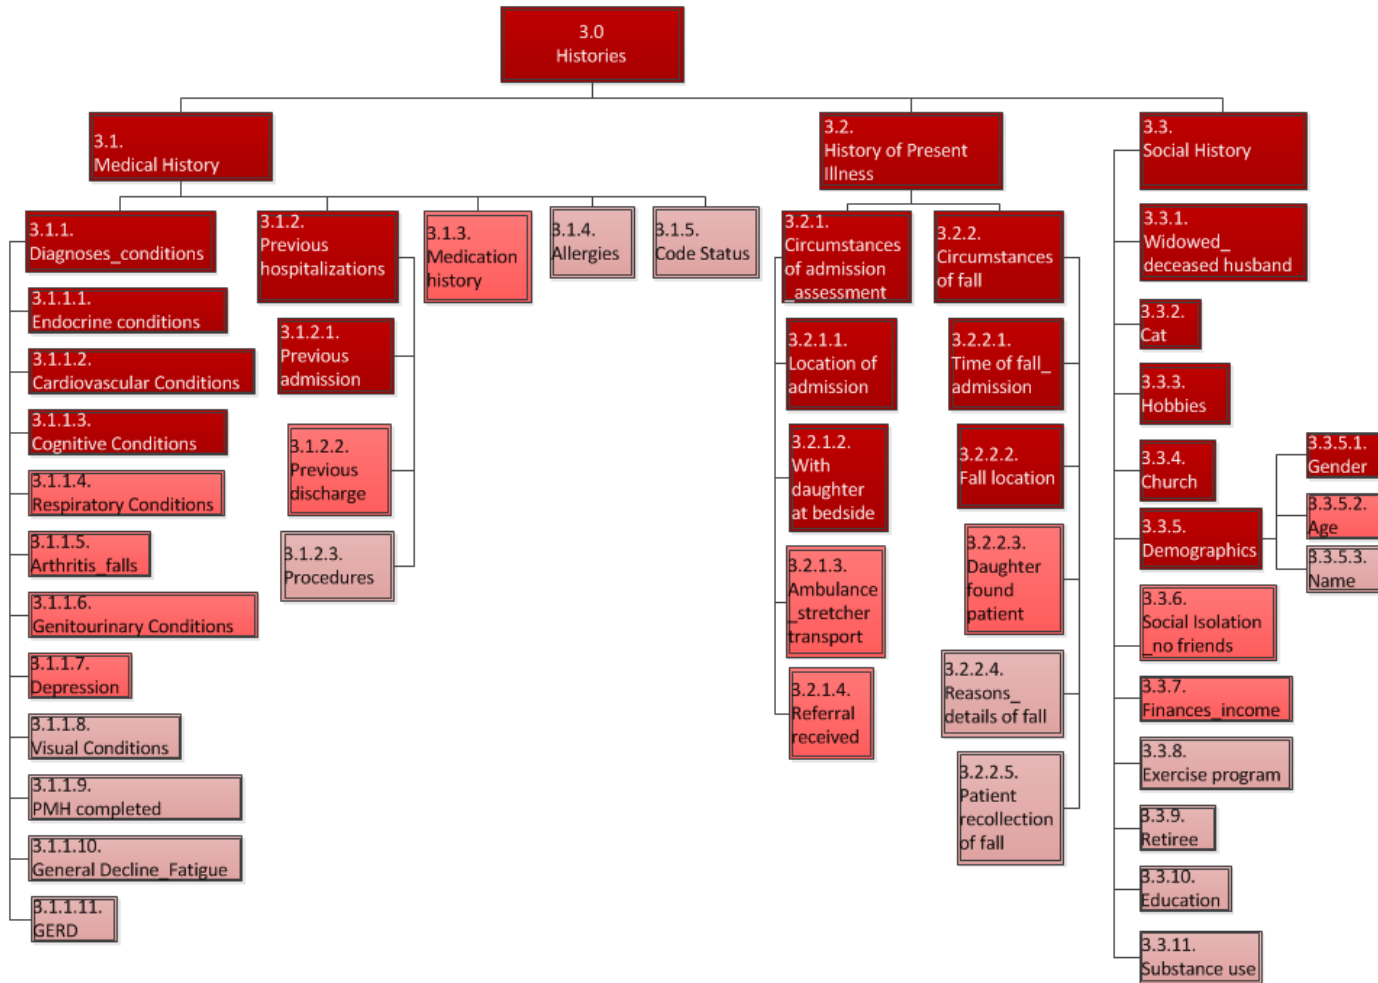 3.0
Histories
3.1.
Medical History
3.2.
History of Present
Illness
3.3.
Social History
3.1.1.
Diagnoses_conditions
3.1.1.1.
Endocrine conditions
3.1.1.2.
Cardiovascular Conditions
3.1.1.3.
Cognitive Conditions
3.1.1.4.
Respiratory Conditions
3.1.1.5.
Arthritis_falls
3.1.1.6.
Genitourinary Conditions
3.1.1.7.
Depression
3.1.1.8.
Visual Conditions
3.1.1.9.
PMH completed
3.1.1.10.
General Decline_Fatigue
3.1.1.11.
GERD
3.1.2.
Previous
hospitalizations
3.1.2.1.
Previous
admission
3.1.2.2.
Previous
discharge
3.1.2.3.
Procedures
3.1.3.
Medication
history
3.1.4.
Allergies
3.1.5.
Code Status
3.2.1.
Circumstances
of admission
_assessment
3.2.1.1.
Location of
admission
3.2.1.2.
With
daughter
at bedside
3.2.1.3.
Ambulance
_stretcher
transport
3.2.1.4.
Referral
received
3.2.2.
Circumstances
of fall
3.2.2.1.
Time of fall_
admission
3.2.2.2.
Fall location
3.2.2.3.
Daughter
found
patient
3.2.2.4.
Reasons_
details of fall
3.2.2.5.
Patient
recollection
of fall
3.3.1.
Widowed_
deceased husband
3.3.2.
Cat
3.3.3.
Hobbies
3.3.4.
Church
3.3.5.
Demographics
3.3.5.1.
Gender
3.3.5.2.
Age
3.3.5.3.
Name
3.3.6.
Social Isolation
_no friends
3.3.7.
Finances_income
3.3.8.
Exercise program
3.3.9.
Retiree
3.3.10.
Education
3.3.11.
Substance use